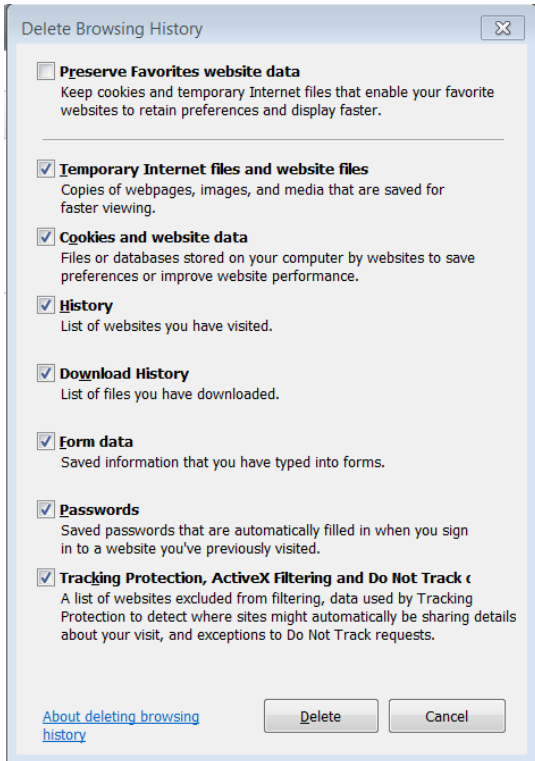 Delete Browsing History
Preserve Favorites website data
Keep cookies and temporary Internet files that enable your favorite
websites to retain preferences and display faster.
Temporary Internet files and website files
Copies of webpages, images, and media that are saved for
faster viewing.
Cookies and website data
Files or databases stored on your computer by websites to save
preferences or improve website performance.
History
List of websites you have visited.
Download History
List of files you have downloaded.
Form data
Saved information that you have typed into forms.
Passwords
Saved passwords that are automatically filled in when you sign
in to a website you've previously visited.
Tracking Protection, ActiveX Filtering and Do Not Track
A list of websites excluded from filtering, data used by Tracking
Protection to detect where sites might automatically be sharing details
about your visit, and exceptions to Do Not Track requests.
About deleting browsing
history
Delete
Cancel